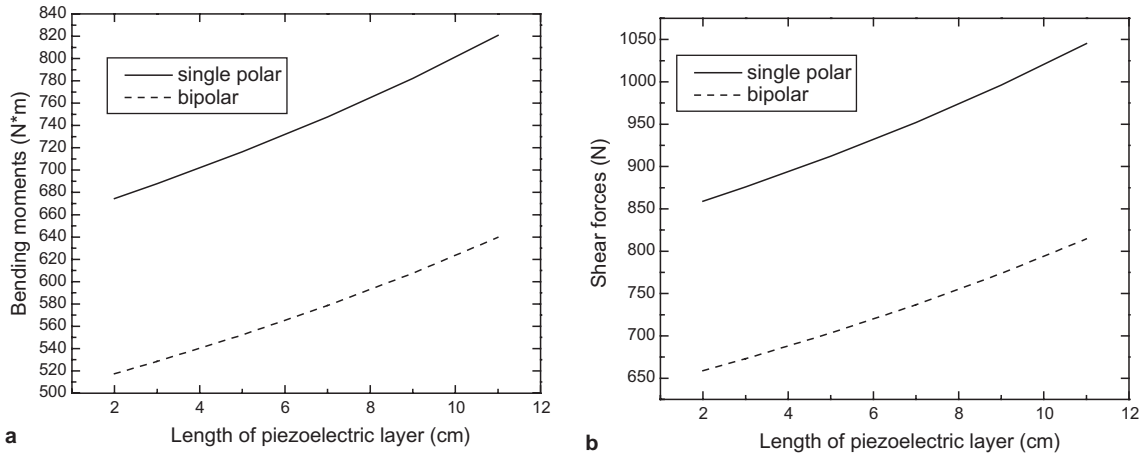 840
820
800
780
760
740
720
700
680
660
640
620
600
580
560
540
520
500
Bending moments (N*m)
single polar
bipolar
2 4 6 8 10 12
Length of piezoelectric layer (cm)
a
1050
1000
950
900
850
800
750
700
650
Shear forces (N)
single polar
bipolar
2 4 6 8 10 12
Length of piezoelectric layer (cm)
b